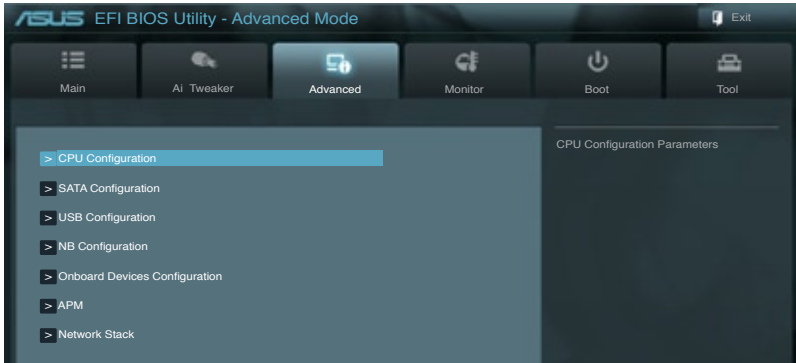 ASUS EFI BIOS Utility - Advanced Mode
Exit
Main
Ai Tweaker
Advanced
Monitor
Boot
Tool
> CPU Configuration
> SATA Configuration
> USB Configuration
> NB Configuration
> Onboard Devices Configuration
> APM
> Network Stack
CPU Configuration Parameters